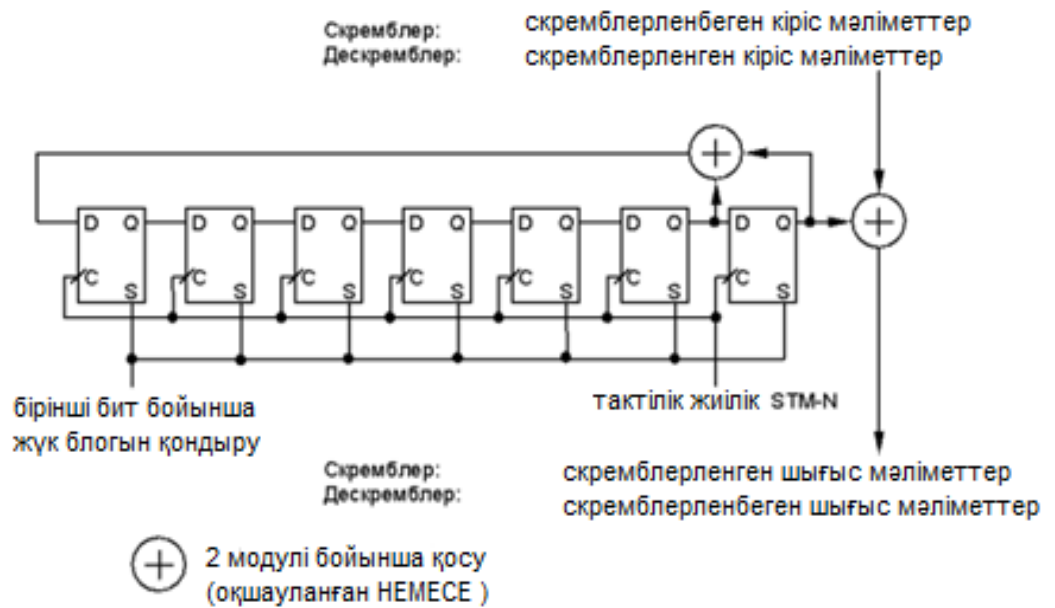 Скремблер: скремблерленбеген кіріс мәліметтер
Дескремблер: скремблерленген кіріс мәліметтер
D Q D Q D Q D Q D Q D Q D Q
C C C C C C C
S S S S S S S
бірінші бит бойынша
жүк блогын қондыру
тактілік жиілік STM-N
Скремблер: скремблерленген шығыс мәліметтер
Дескремблер: скремблерленбеген шығыс мәліметтер
2 модулі бойынша қосу
(оқшауланған НЕМЕСЕ )